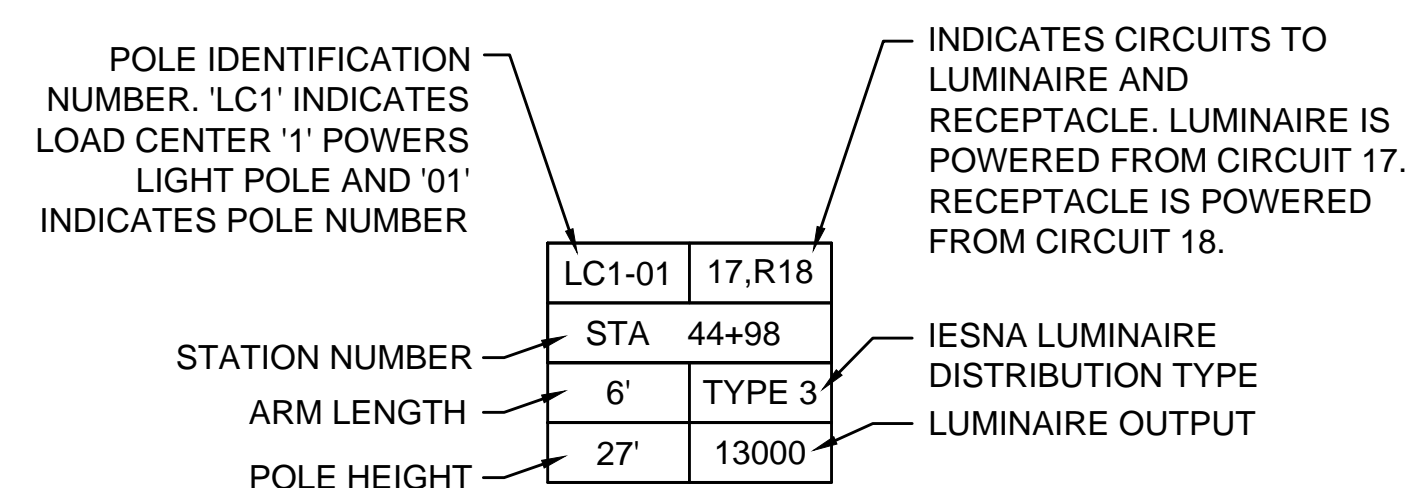 POLE IDENTIFICATION
NUMBER. 'LC1' INDICATES
LOAD CENTER '1' POWERS
LIGHT POLE AND '01'
INDICATES POLE NUMBER
INDICATES CIRCUITS TO
LUMINAIRE AND
RECEPTACLE. LUMINAIRE IS
POWERED FROM CIRCUIT 17.
RECEPTACLE IS POWERED
FROM CIRCUIT 18.
LC1-01 17,R18
STA 44+98
6' TYPE 3
27' 13000
STATION NUMBER
ARM LENGTH
POLE HEIGHT
IESNA LUMINAIRE
DISTRIBUTION TYPE
LUMINAIRE OUTPUT